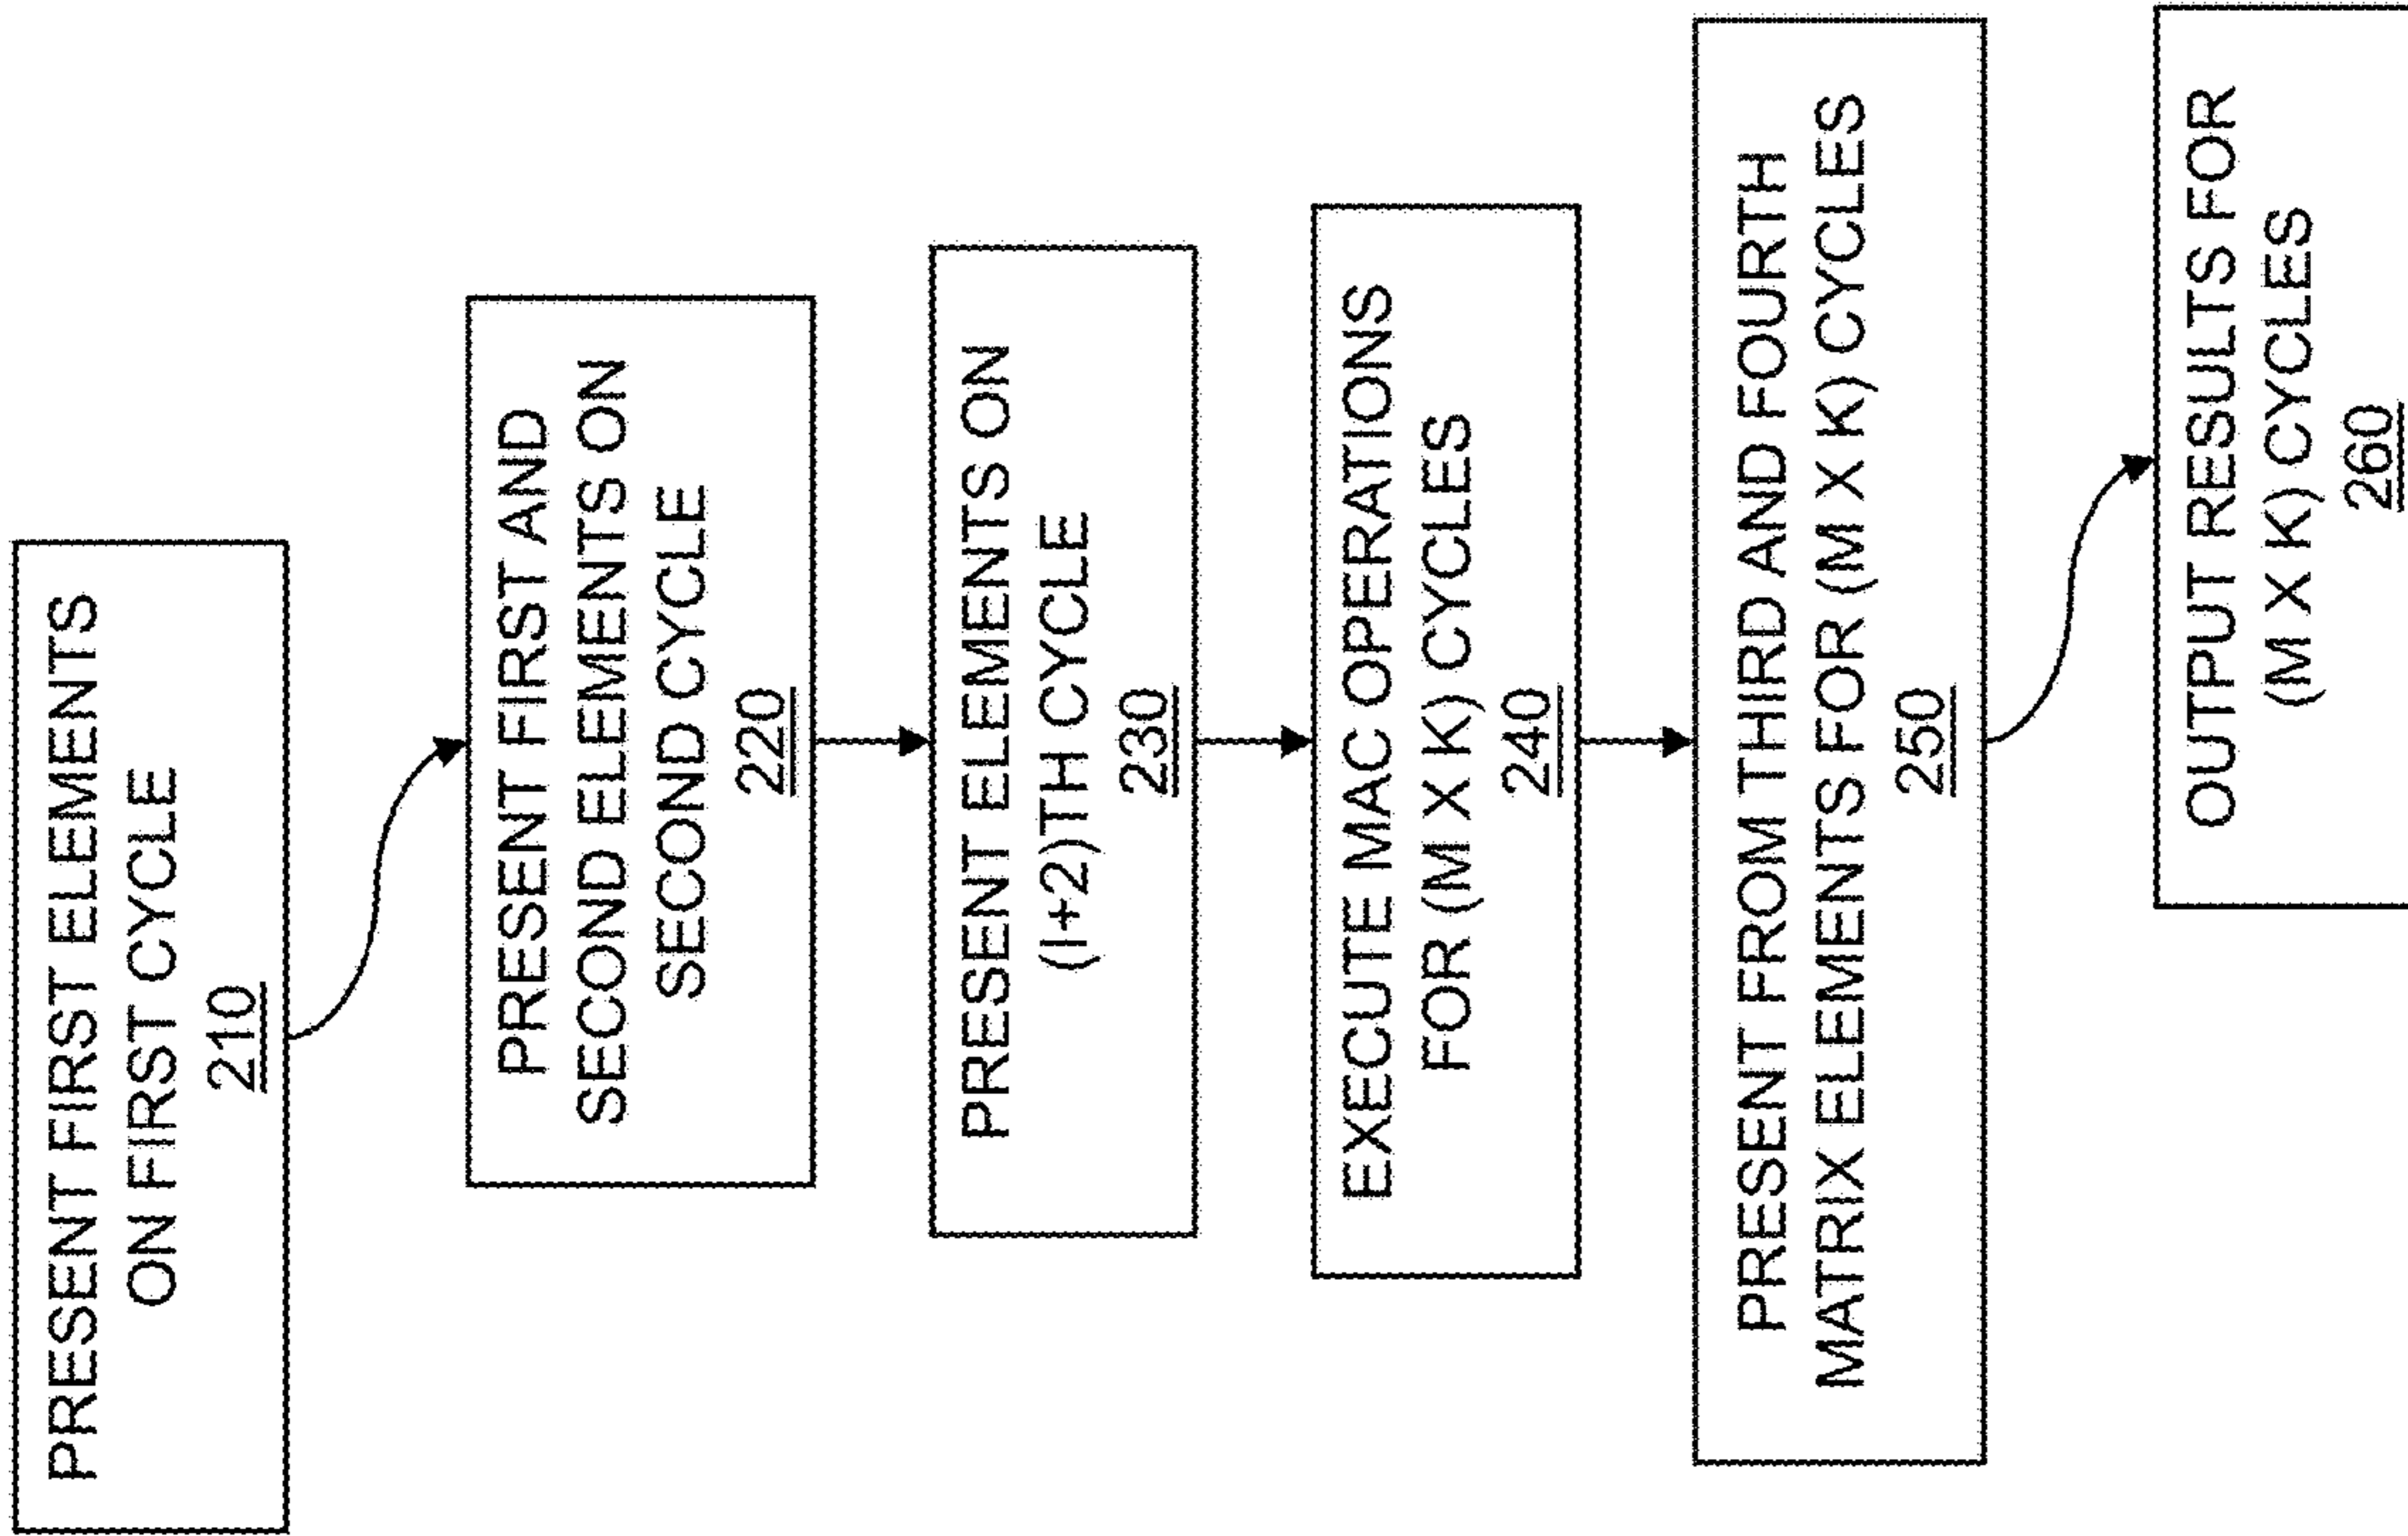 PRESENT FIRST ELEMENTS
ON FIRST CYCLE
210
PRESENT FIRST AND
SECOND ELEMENTS ON
SECOND CYCLE
220
PRESENT ELEMENTS ON
(I+2)TH CYCLE
230
EXECUTE MAC OPERATIONS
FOR (M X K) CYCLES
240
PRESENT FROM THIRD AND FOURTH
MATRIX ELEMENTS FOR (M X K) CYCLES
250
OUTPUT RESULTS FOR
(M X K) CYCLES
260